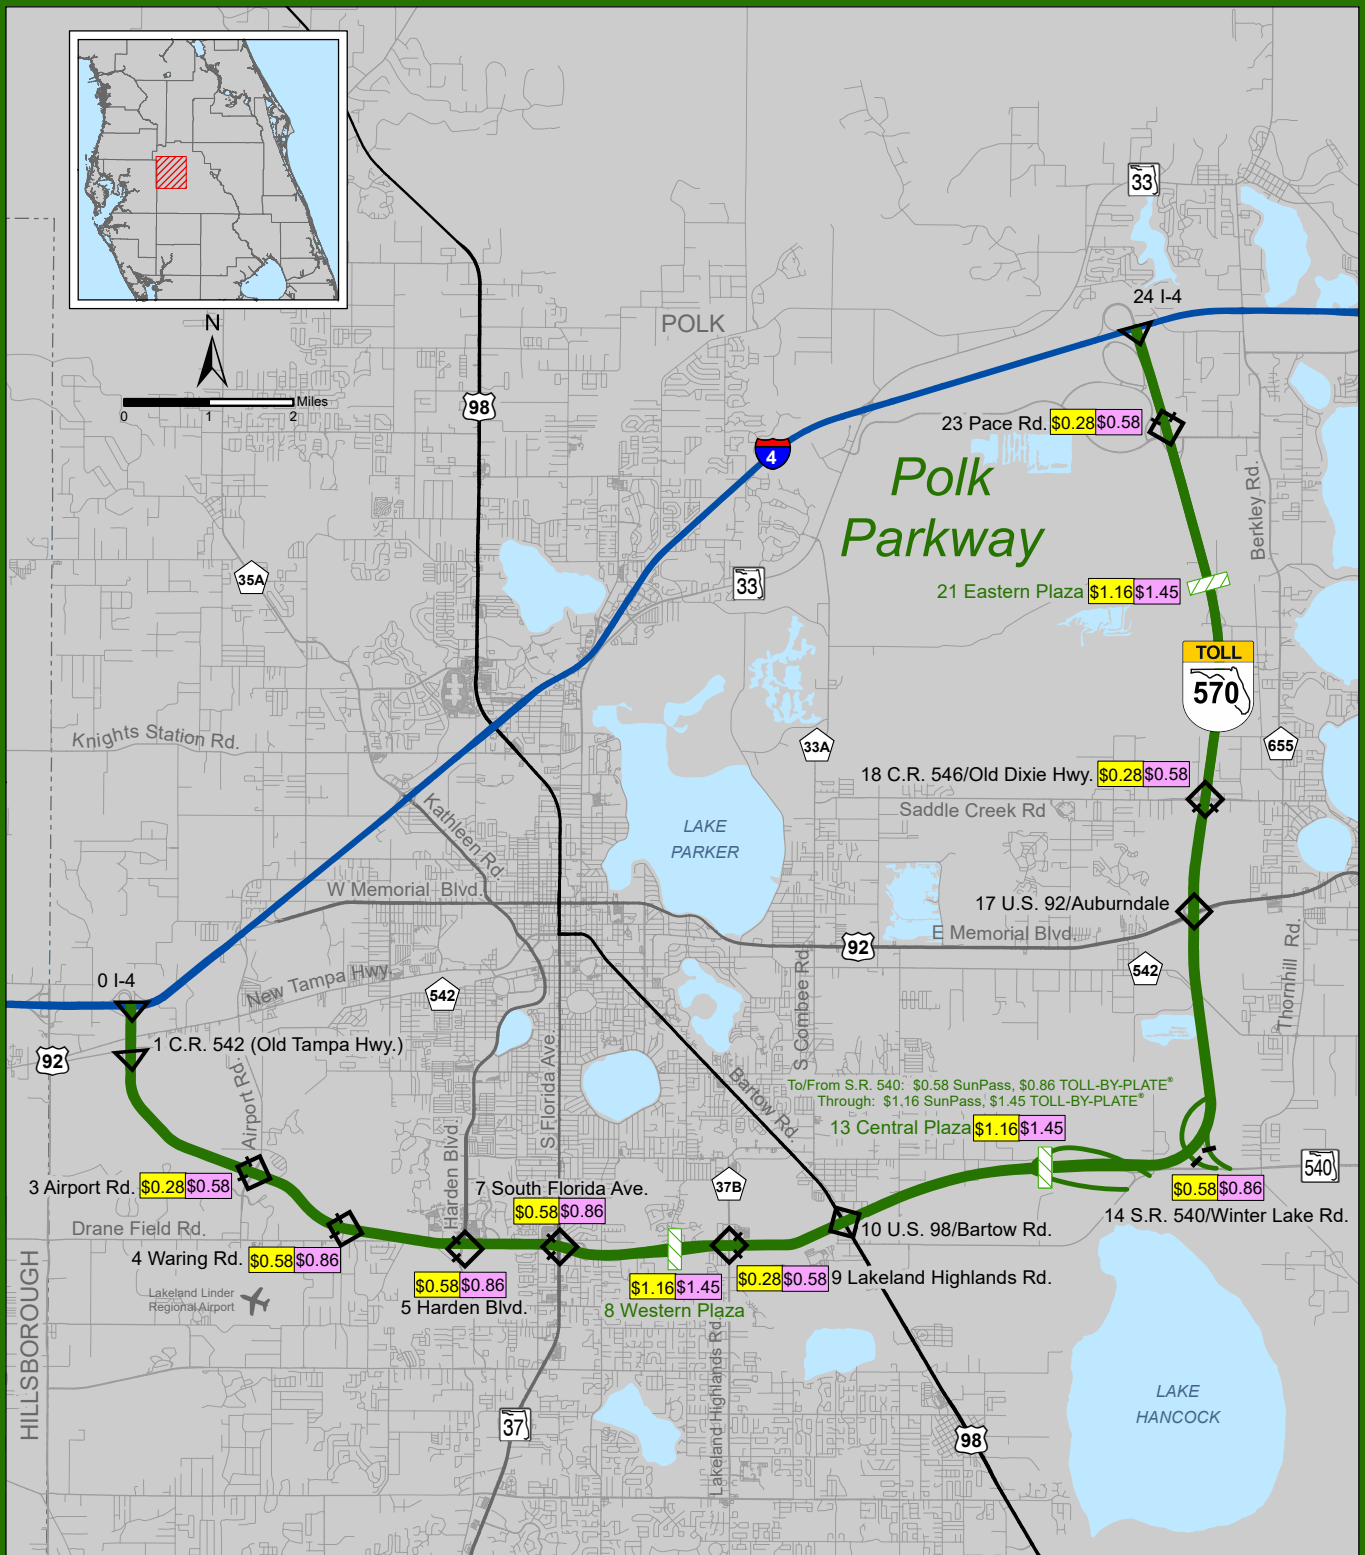 33
24 I-4
N
POLK
0 1 2 Miles
98
23 Pace Rd. $0.28 $0.58
4
Polk
Parkway
Berkley Rd.
35A
33
21 Eastern Plaza $1.16 $1.45
TOLL
570
Knights Station Rd.
33A
655
18 C.R. 546/Old Dixie Hwy. $0.28 $0.58
Saddle Creek Rd
Kathleen Rd.
LAKE
PARKER
W Memorial Blvd.
17 U.S. 92/Auburndale
E Memorial Blvd.
92
Thornhill Rd.
0 I-4
New Tampa Hwy.
542
542
S Combee Rd.
1 C.R. 542 (Old Tampa Hwy.)
92
Airport Rd.
S Florida Ave.
Bartow Rd.
To/From S.R. 540: $0.58 SunPass, $0.86 TOLL-BY-PLATE®
Through: $1.16 SunPass, $1.45 TOLL-BY-PLATE®
13 Central Plaza $1.16 $1.45
Harden Blvd.
540
3 Airport Rd. $0.28 $0.58
7 South Florida Ave.
$0.58 $0.86
37B
$0.58 $0.86
14 S.R. 540/Winter Lake Rd.
Drane Field Rd.
10 U.S. 98/Bartow Rd.
4 Waring Rd. $0.58 $0.86
$0.58 $0.86
5 Harden Blvd.
$1.16 $1.45
8 Western Plaza
$0.28 $0.58 9 Lakeland Highlands Rd.
Lakeland Linder
Regional Airport
HILLSBOROUGH
Lakeland Highlands Rd.
37
98
LAKE
HANCOCK